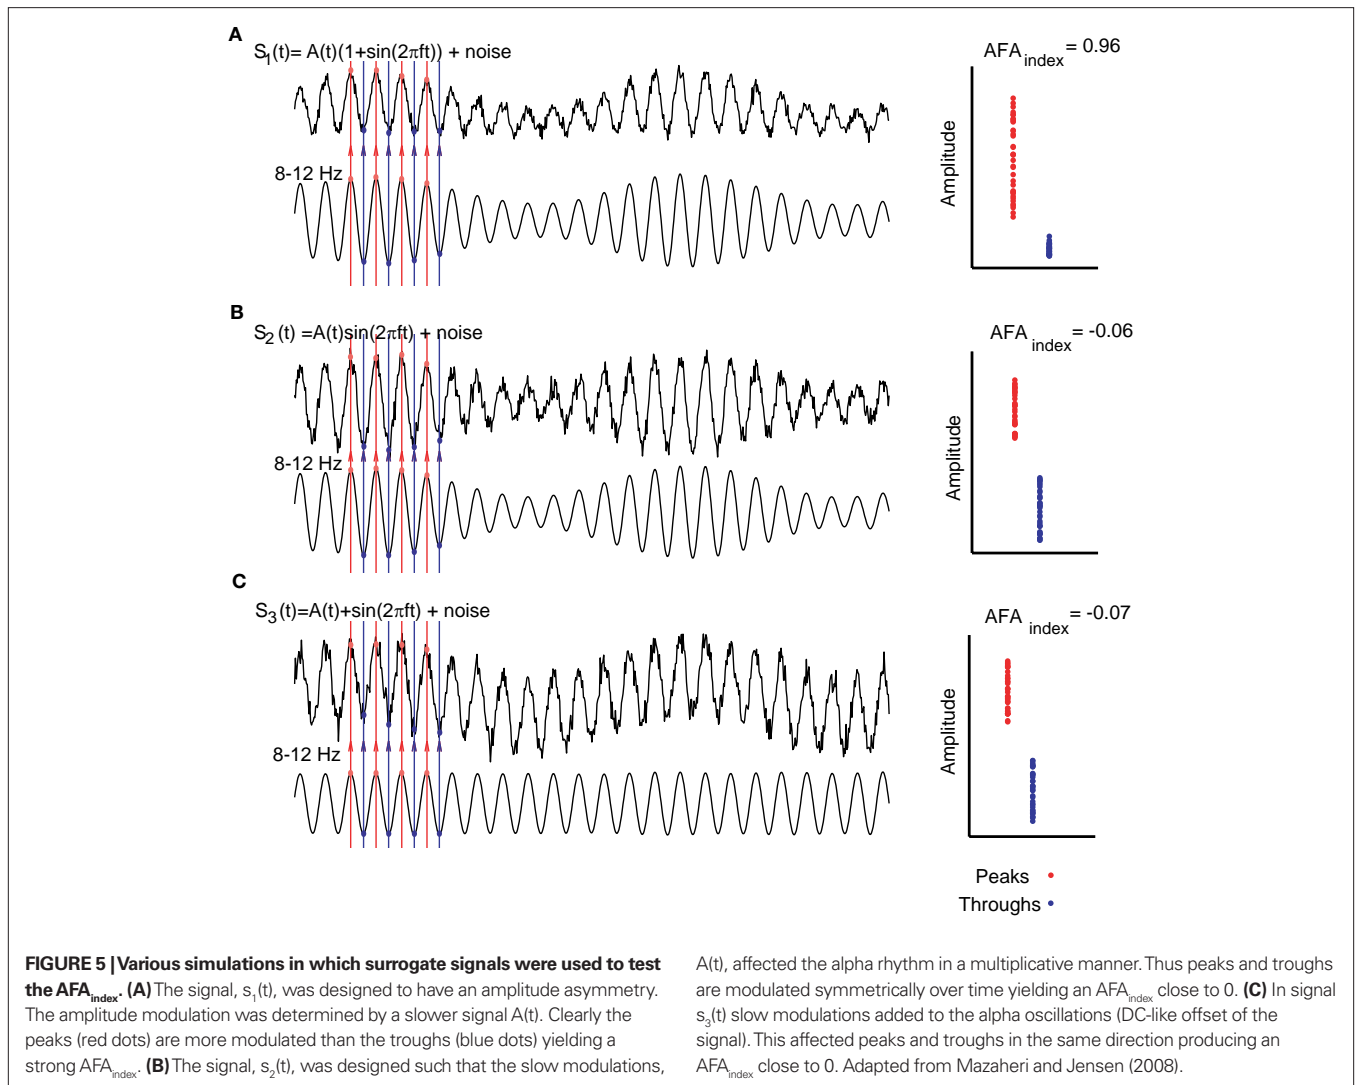 A
S1(t)= A(t)(1+sin(2πft)) + noise
AFAindex = 0.96
8-12 Hz
Amplitude
B
S2 (t) =A(t)sin(2πft) + noise
AFA index = -0.06
8-12 Hz
Amplitude
C
S3(t)=A(t)+sin(2πft) + noise
AFA index = -0.07
8-12 Hz
Amplitude
Peaks
Throughs
FIGURE 5 | Various simulations in which surrogate signals were used to test
the AFAindex. (A) The signal, s1(t), was designed to have an amplitude asymmetry.
The amplitude modulation was determined by a slower signal A(t). Clearly the
peaks (red dots) are more modulated than the troughs (blue dots) yielding a
strong AFAindex. (B) The signal, s2(t), was designed such that the slow modulations,
A(t), affected the alpha rhythm in a multiplicative manner. Thus peaks and troughs
are modulated symmetrically over time yielding an AFAindex close to 0. (C) In signal
s3(t) slow modulations added to the alpha oscillations (DC-like offset of the
signal). This affected peaks and troughs in the same direction producing an
AFAindex close to 0. Adapted from Mazaheri and Jensen (2008).